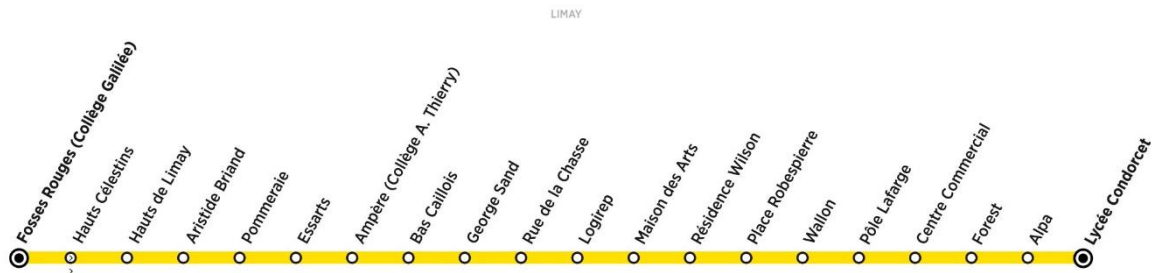 LIMAY
Fosses Rouges (Collège Galilée)
Hauts Célestins
Hauts de Limay
Aristide Briand
Pommeraie
Essarts
Ampère (Collège A. Thierry)
Bas Caillois
George Sand
Rue de la Chasse
Logirep
Maison des Arts
Résidence Wilson
Place Robespierre
Wallon
Pôle Lafarge
Centre Commercial
Forest
Alpa
Lycée Condorcet